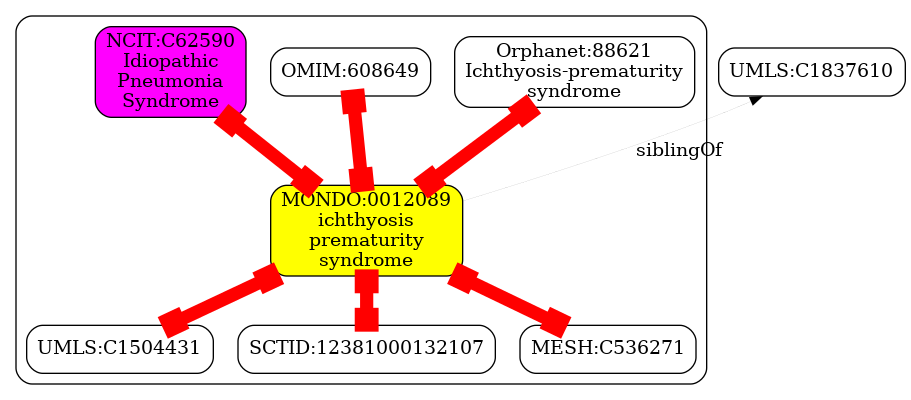 NCIT:C62590
Idiopathic
Pneumonia
Syndrome
OMIM:608649
Orphanet:88621
Ichthyosis-prematurity
syndrome
UMLS:C1837610
siblingOf
MONDO:0012089
ichthyosis
prematurity
syndrome
UMLS:C1504431
SCTID:12381000132107
MESH:C536271